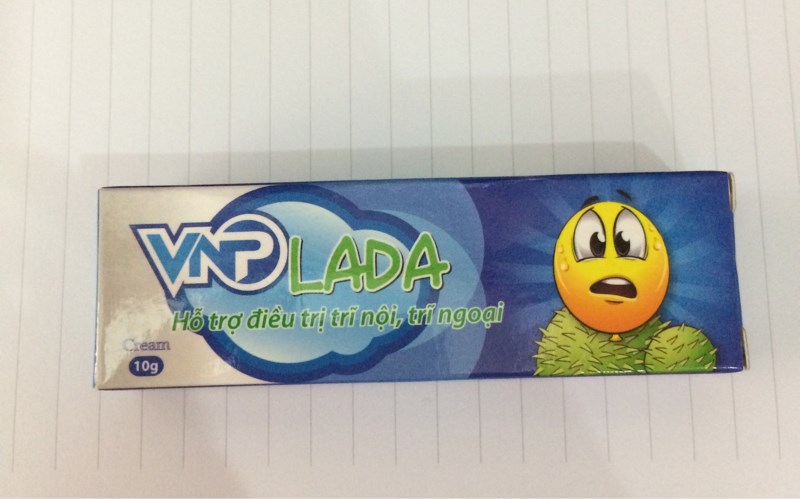 VNP LADA
Hỗ trợ điều trị trĩ nội, trĩ ngoại
Cream
10g